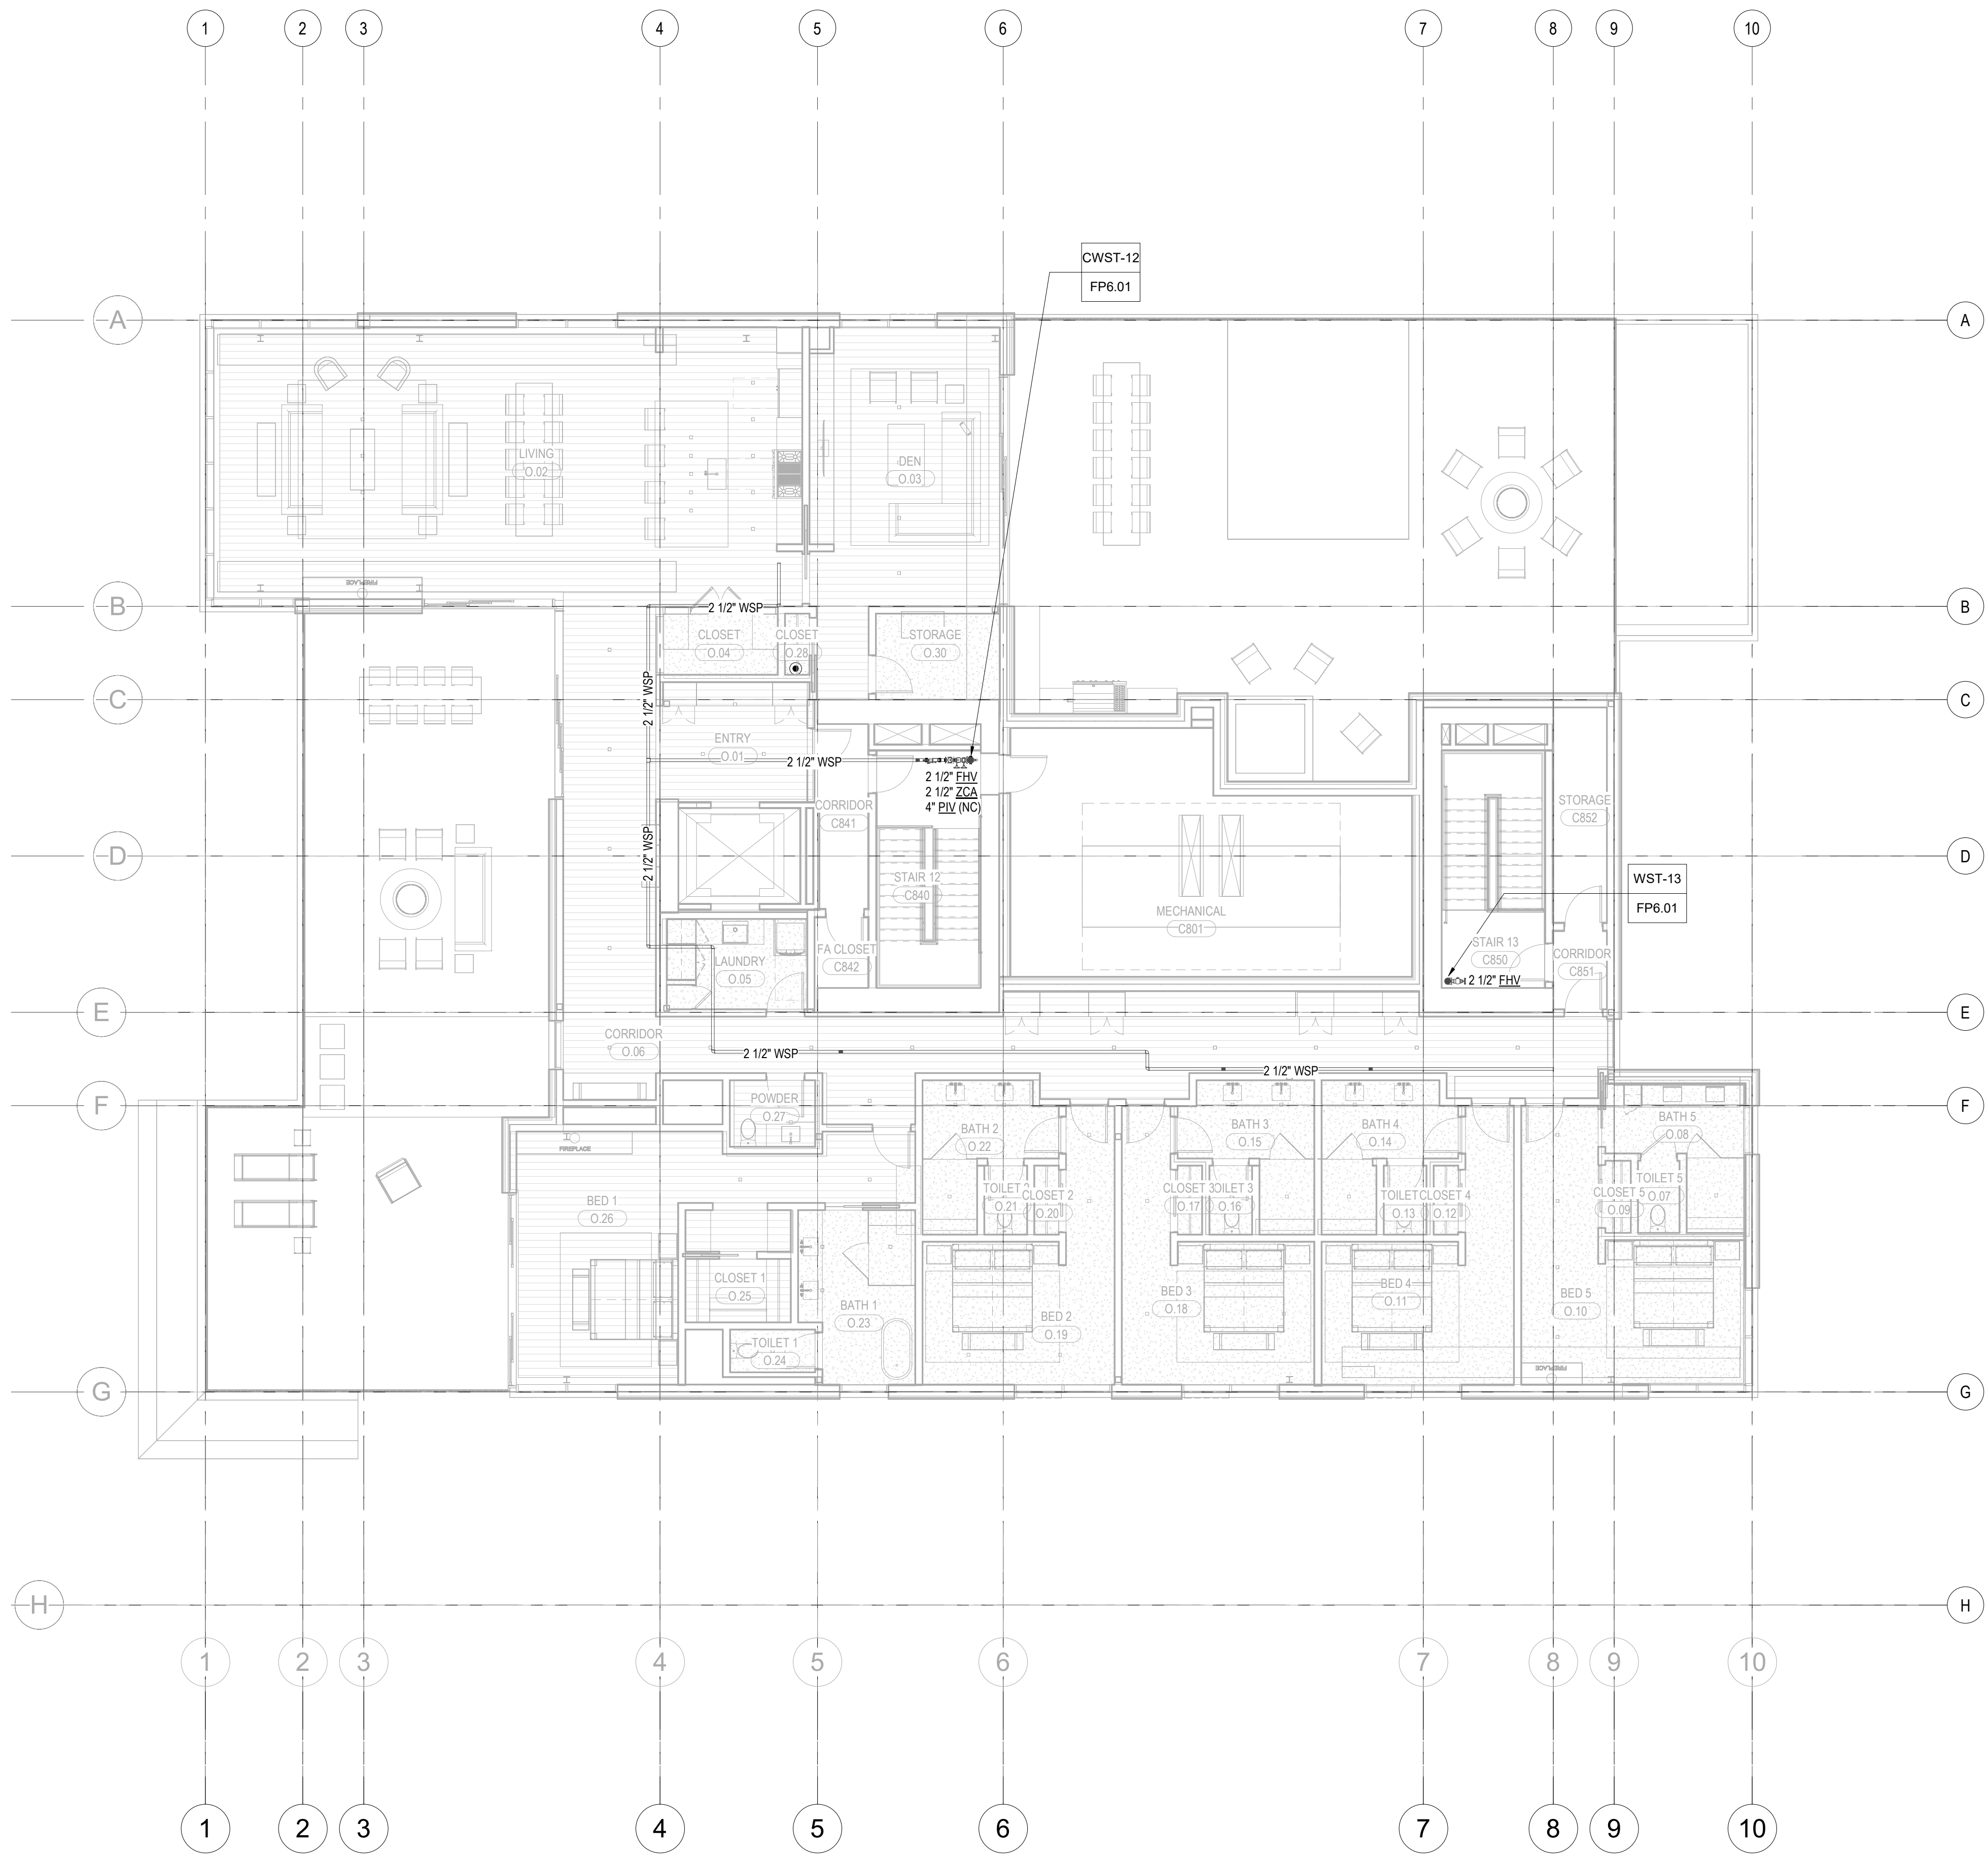 1 2 3 4 5 6 7 8 9 10
CWST-12
FP6.01
A A
LIVING
O.02
DEN
O.03
FIREPLACE
B B
2 1/2" WSP
CLOSET
O.04
CLOSET
O.28
STORAGE
O.30
2 1/2" WSP
C C
ENTRY
O.01
2 1/2" WSP
2 1/2" FHV
2 1/2" ZCA
4" PIV (NC)
CORRIDOR
C841
STORAGE
C852
2 1/2" WSP
D D
STAIR 12
C840
WST-13
FP6.01
MECHANICAL
C801
FA CLOSET
C842
LAUNDRY
O.05
STAIR 13
C850
CORRIDOR
C851
2 1/2" FHV
E E
CORRIDOR
O.06
2 1/2" WSP
2 1/2" WSP
F F
POWDER
O.27
FIREPLACE
BATH 2
O.22
BATH 3
O.15
BATH 4
O.14
BATH 5
O.08
BED 1
O.26
TOILET 2
O.21
CLOSET 2
O.20
CLOSET 3
O.17
TOILET 3
O.16
TOILET
O.13
CLOSET 4
O.12
CLOSET 5
O.09
TOILET 5
O.07
CLOSET 1
O.25
BATH 1
O.23
BED 2
O.19
BED 3
O.18
BED 4
O.11
BED 5
O.10
TOILET 1
O.24
FIREPLACE
G G
H H
1 2 3 4 5 6 7 8 9 10
1 2 3 4 5 6 7 8 9 10